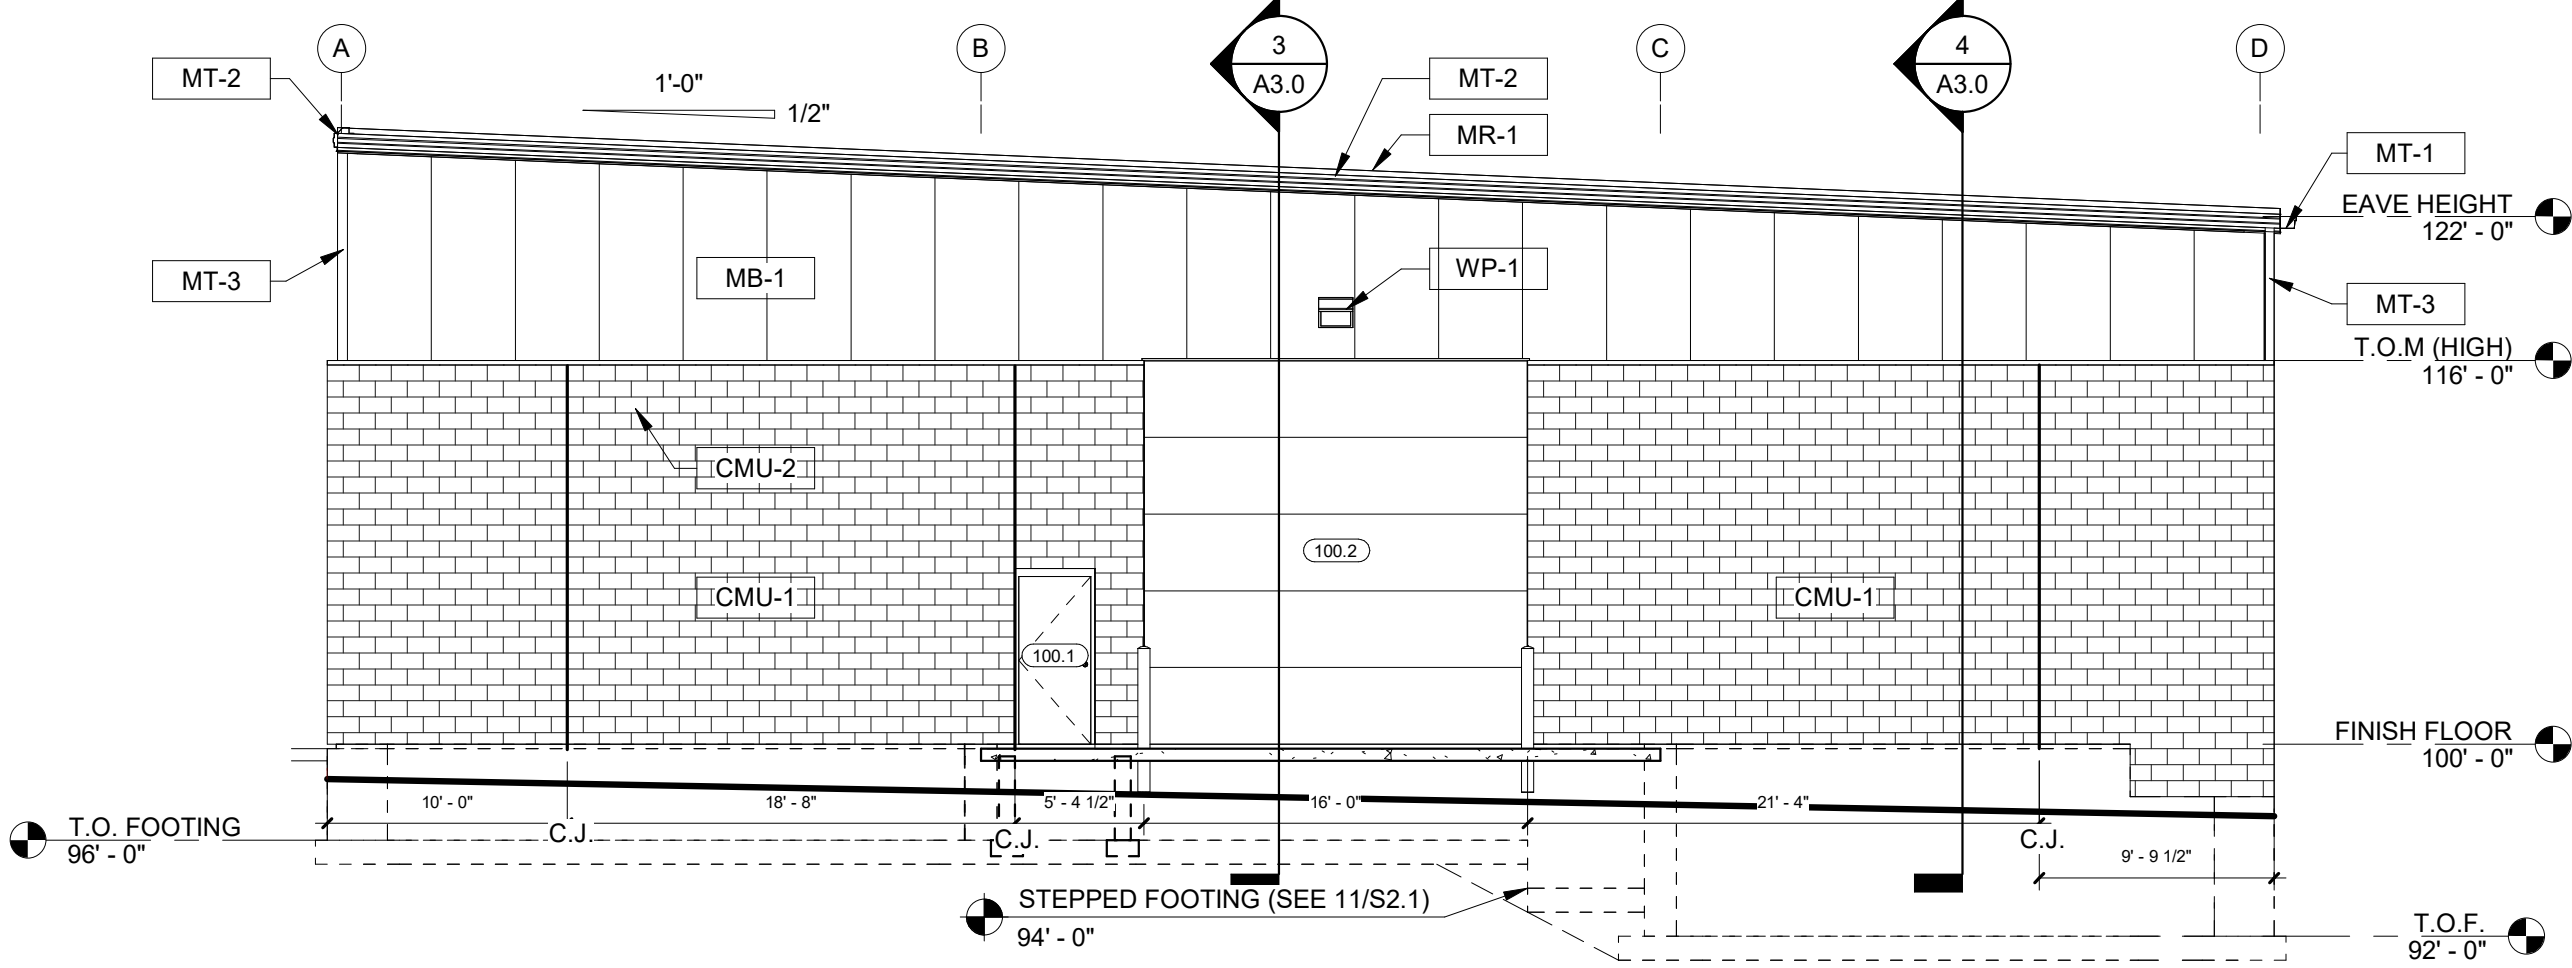 A
B
3
A3.0
C
4
A3.0
D
MT-2
1'-0"
1/2"
MT-2
MR-1
MT-1
EAVE HEIGHT
122' - 0"
MT-3
MB-1
WP-1
MT-3
T.O.M (HIGH)
116' - 0"
CMU-2
100.2
CMU-1
CMU-1
100.1
FINISH FLOOR
100' - 0"
10' - 0"
18' - 8"
5' - 4 1/2"
16' - 0"
21' - 4"
T.O. FOOTING
96' - 0"
C.J.
C.J.
C.J.
9' - 9 1/2"
STEPPED FOOTING (SEE 11/S2.1)
94' - 0"
T.O.F.
92' - 0"